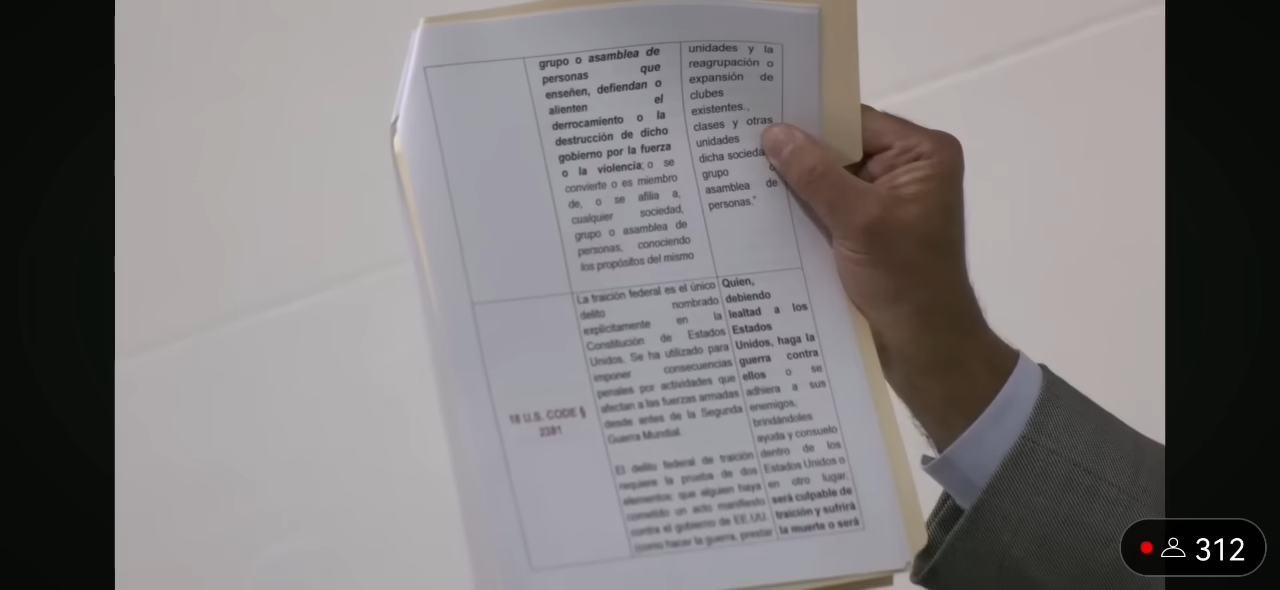 grupo o asamblea de
personas que
enseñen, defiendan o
alienten el
derrocamiento o la
destrucción de dicho
gobierno por la fuerza
o la violencia; o se
convierte o es miembro
de, o se afilia a,
cualquier sociedad,
grupo o asamblea de
personas, conociendo
los propósitos del mismo
unidades y la
reagrupación o
expansión de
clubes
existentes.,
clases y otras
unidades
dicha
grupo
asamblea de
personas."
18 U.S. CODE §
2381
La traición federal es el único
delito nombrado
explícitamente en la
Constitución de Estados
Unidos. Se ha utilizado para
imponer consecuencias
penales por actividades que
afectan a las fuerzas armadas
desde antes de la Segunda
Guerra Mundial.
El delito federal de traición
requiere la prueba de dos
elementos: que alguien haya
cometido un acto manifiesto
contra el gobierno de EE.UU.
(como hacer la guerra, prestar
Quien,
debiendo
lealtad a los
Estados
Unidos, haga la
guerra contra
ellos o se
adhiera a sus
enemigos,
brindándoles
ayuda y consuelo
dentro de los
Estados Unidos o
en otro lugar,
será culpable de
traición y sufrirá
la muerte o será
312